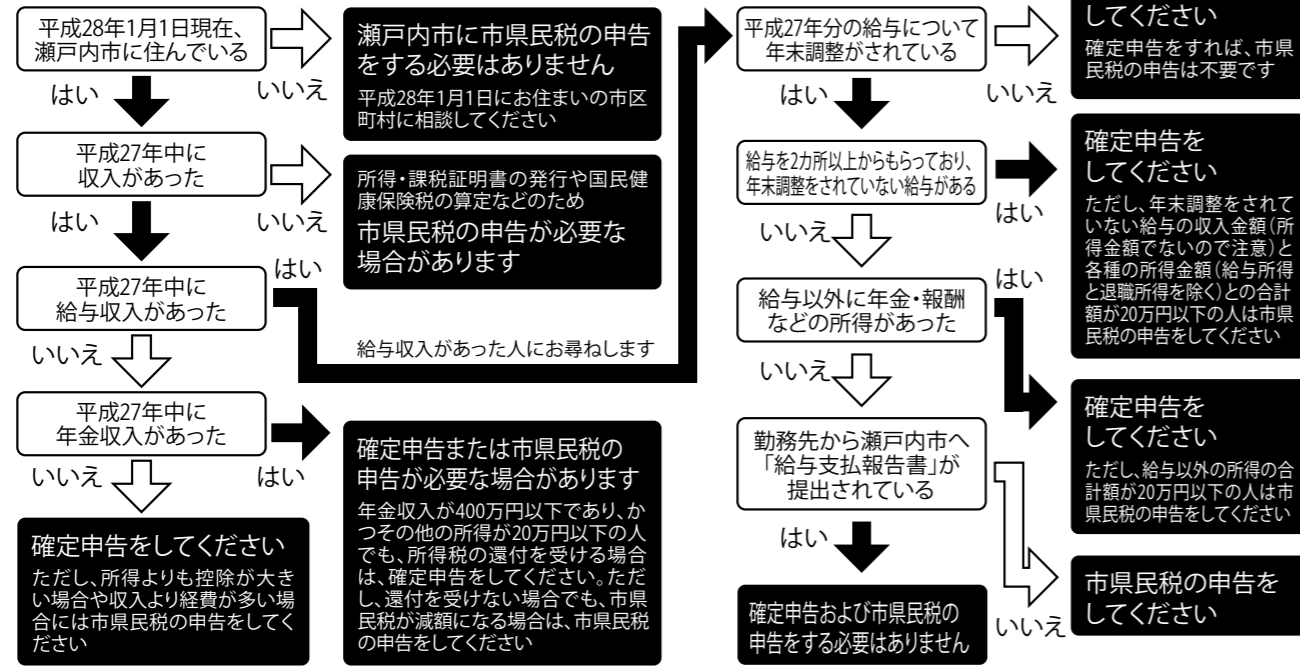 平成28年1月1日現在、
瀬戸内市に住んでいる
はい
いいえ
瀬戸内市に市県民税の申告
をする必要はありません
平成28年1月1日にお住まいの市区
町村に相談してください
平成27年中に
収入があった
はい
いいえ
所得・課税証明書の発行や国民健
康保険税の算定などのため
市県民税の申告が必要な
場合があります
平成27年中に
給与収入があった
はい
いいえ
給与収入があった人にお尋ねします
平成27年中に
年金収入があった
いいえ
はい
確定申告または市県民税の
申告が必要な場合があります
年金収入が400万円以下であり、か
つその他の所得が20万円以下の人
でも、所得税の還付を受ける場合
は、確定申告をしてください。ただ
し、還付を受けない場合でも、市県
民税が減額になる場合は、市県民税
の申告をしてください
確定申告をしてください
ただし、所得よりも控除が大き
い場合や収入より経費が多い場
合には市県民税の申告をしてく
ださい
平成27年分の給与について
年末調整がされている
はい
いいえ
してください
確定申告をすれば、市県
民税の申告は不要です
給与を2カ所以上からもらっており、
年末調整をされていない給与がある
いいえ
はい
確定申告を
してください
ただし、年末調整をされて
いない給与の収入金額（所
得金額でないので注意）と
各種の所得金額（給与所得
と退職所得を除く）との合計
額が20万円以下の人は市県
民税の申告をしてください
給与以外に年金・報酬
などの所得があった
はい
いいえ
確定申告を
してください
ただし、給与以外の所得の合
計額が20万円以下の人は市
県民税の申告をしてください
勤務先から瀬戸内市へ
「給与支払報告書」が
提出されている
はい
いいえ
確定申告および市県民税の
申告をする必要はありません
市県民税の申告を
してください